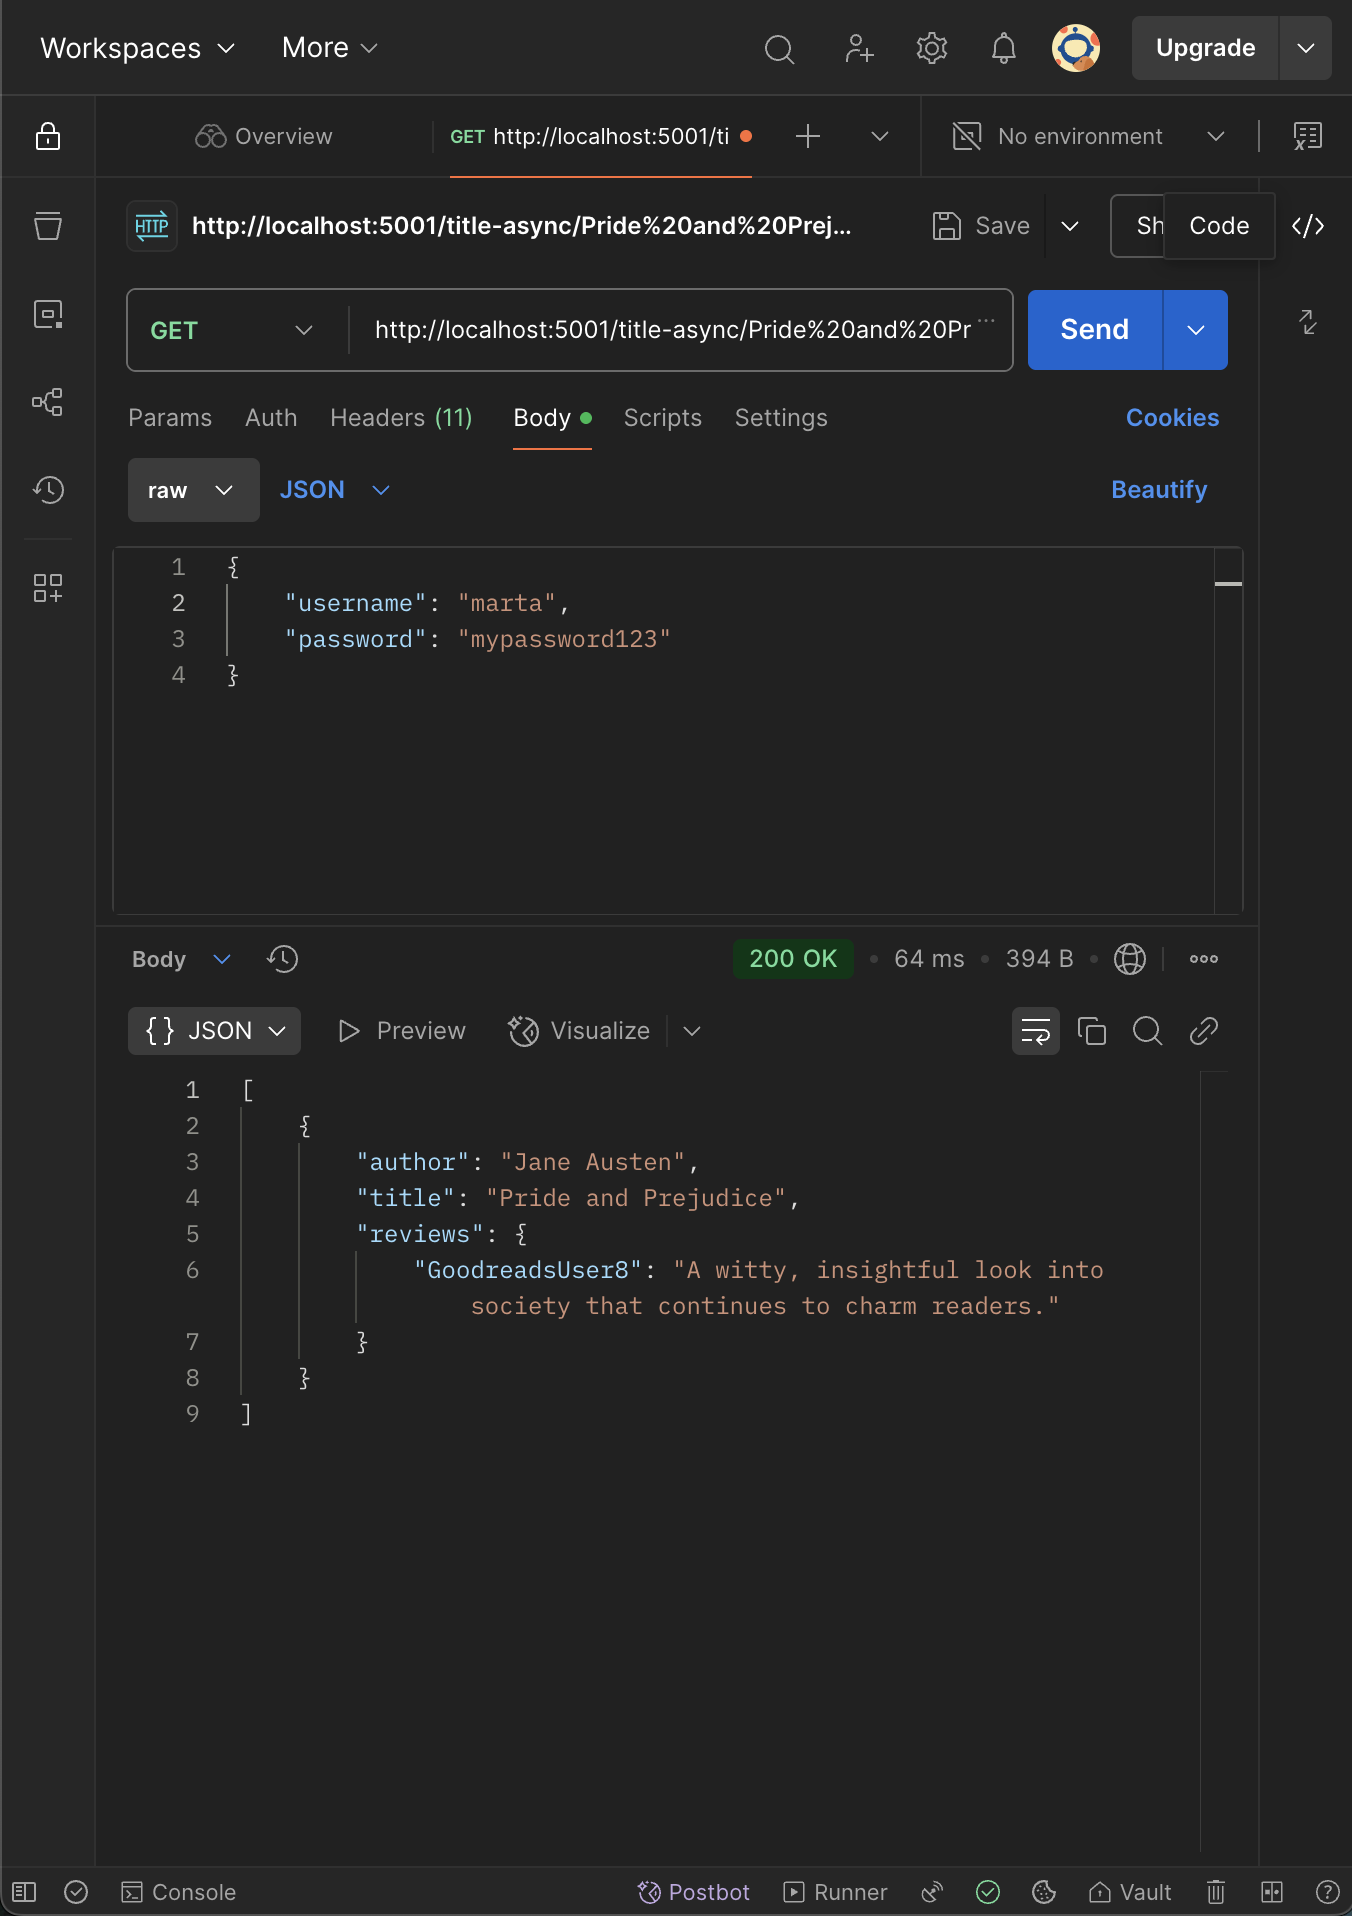 Workspaces More Upgrade
Overview GET http://localhost:5001/ti No environment
HTTP http://localhost:5001/title-async/Pride%20and%20Prej... Save Sh Code </>
GET http://localhost:5001/title-async/Pride%20and%20Pr ... Send
Params Auth Headers (11) Body Scripts Settings Cookies
raw JSON Beautify
1 {
2 "username": "marta",
3 "password": "mypassword123"
4 }
Body 200 OK • 64 ms • 394 B •
{} JSON Preview Visualize
1 [
2 {
3 "author": "Jane Austen",
4 "title": "Pride and Prejudice",
5 "reviews": {
6 "GoodreadsUser8": "A witty, insightful look into
society that continues to charm readers."
7 }
8 }
9 ]
Console Postbot Runner Vault